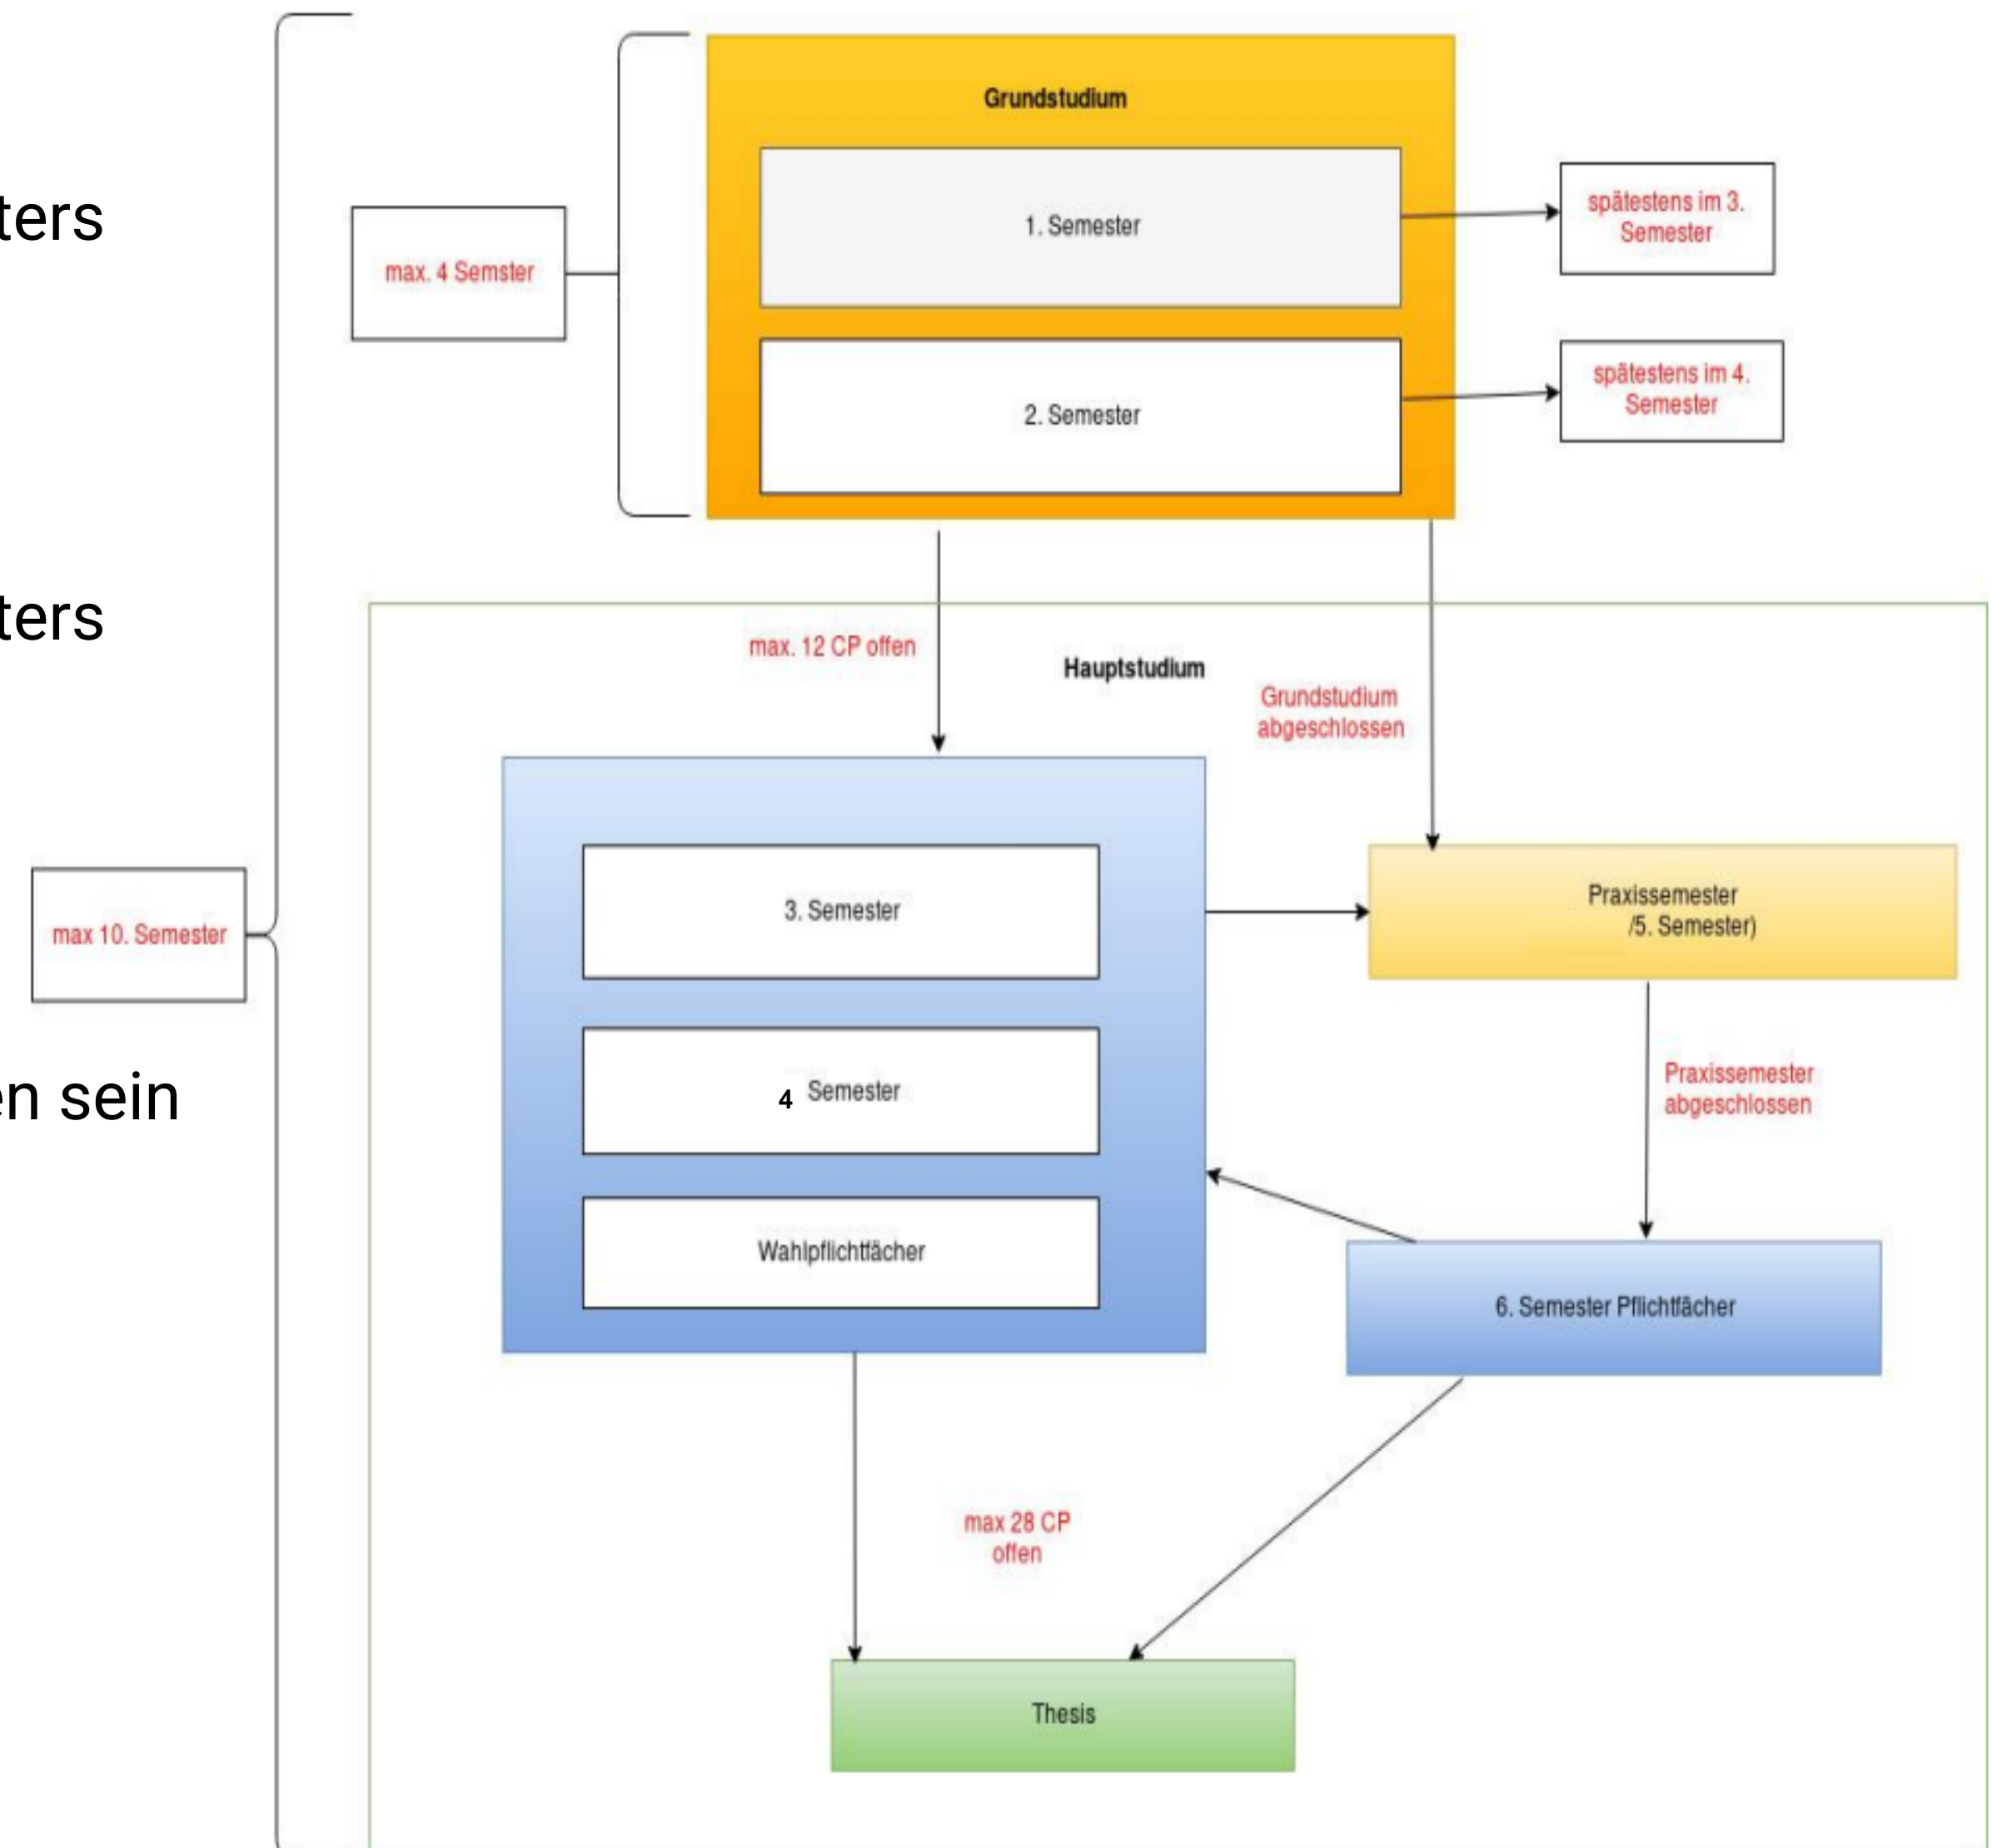 Grundstudium
1. Semester
spätestens im 3.
Semester
ters
max. 4 Semster
2. Semester
spätestens im 4.
Semester
ters
max. 12 CP offen
Hauptstudium
Grundstudium
abgeschlossen
3. Semester
Praxissemester
/5. Semester)
max 10. Semester
4 Semester
en sein
Praxissemester
abgeschlossen
Wahlpflichtfächer
6. Semester Pflichtfächer
max 28 CP
offen
Thesis